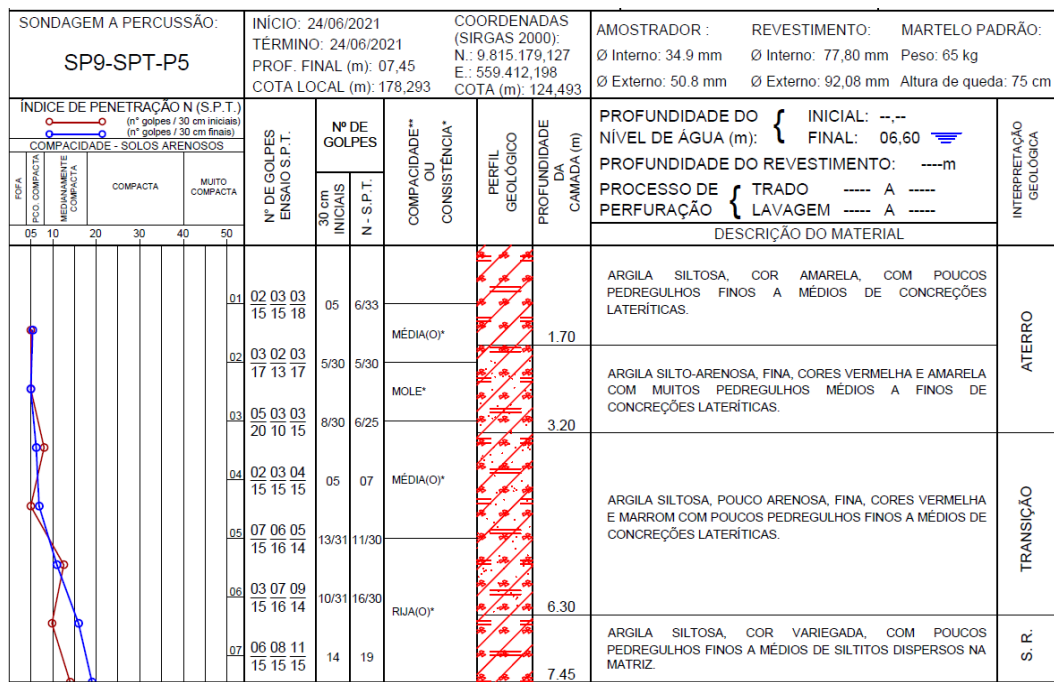 SONDAGEM A PERCUSSÃO:
SP9-SPT-P5
INÍCIO: 24/06/2021
TÉRMINO: 24/06/2021
PROF. FINAL (m): 07,45
COTA LOCAL (m): 178,293
COORDENADAS
(SIRGAS 2000):
N.: 9.815.179,127
E.: 559.412,198
COTA (m): 124,493
AMOSTRADOR :
Ø Interno: 34.9 mm
Ø Externo: 50.8 mm
REVESTIMENTO:
Ø Interno: 77,80 mm
Ø Externo: 92,08 mm
MARTELO PADRÃO:
Peso: 65 kg
Altura de queda: 75 cm
ÍNDICE DE PENETRAÇÃO N (S.P.T.)
(n° golpes / 30 cm iniciais)
(n° golpes / 30 cm finais)
COMPACIDADE - SOLOS ARENOSOS
FOFA
PCO. COMPACTA
MEDIANAMENTE
COMPACTA
COMPACTA
MUITO
COMPACTA
05 10 20 30 40 50
Nº DE GOLPES
ENSAIO S.P.T.
Nº DE
GOLPES
30 cm
INICIAIS
N - S.P.T.
COMPACIDADE**
OU
CONSISTÊNCIA*
PERFIL
GEOLÓGICO
PROFUNDIDADE
DA
CAMADA (m)
PROFUNDIDADE DO { INICIAL: --,--
NÍVEL DE ÁGUA (m): FINAL: 06,60
PROFUNDIDADE DO REVESTIMENTO: ----m
PROCESSO DE { TRADO ----- A -----
PERFURAÇÃO LAVAGEM ----- A -----
DESCRIÇÃO DO MATERIAL
INTERPRETAÇÃO
GEOLÓGICA
01 02 03 03 05 6/33
15 15 18
MÉDIA(O)*
1.70
ARGILA SILTOSA, COR AMARELA, COM POUCOS
PEDREGULHOS FINOS A MÉDIOS DE CONCREÇÕES
LATERÍTICAS.
02 03 02 03 5/30 5/30
17 13 17
MOLE*
ARGILA SILTO-ARENOSA, FINA, CORES VERMELHA E AMARELA
COM MUITOS PEDREGULHOS MÉDIOS A FINOS DE
CONCREÇÕES LATERÍTICAS.
ATERRO
03 05 03 03 8/30 6/25
20 10 15
3.20
04 02 03 04 05 07
15 15 15
MÉDIA(O)*
ARGILA SILTOSA, POUCO ARENOSA, FINA, CORES VERMELHA
E MARROM COM POUCOS PEDREGULHOS FINOS A MÉDIOS DE
CONCREÇÕES LATERÍTICAS.
TRANSIÇÃO
05 07 06 05 13/31 11/30
15 16 14
06 03 07 09 10/31 16/30
15 16 14
RIJA(O)*
6.30
07 06 08 11 14 19
15 15 15
7.45
ARGILA SILTOSA, COR VARIEGADA, COM POUCOS
PEDREGULHOS FINOS A MÉDIOS DE SILTITOS DISPERSOS NA
MATRIZ.
S. R.